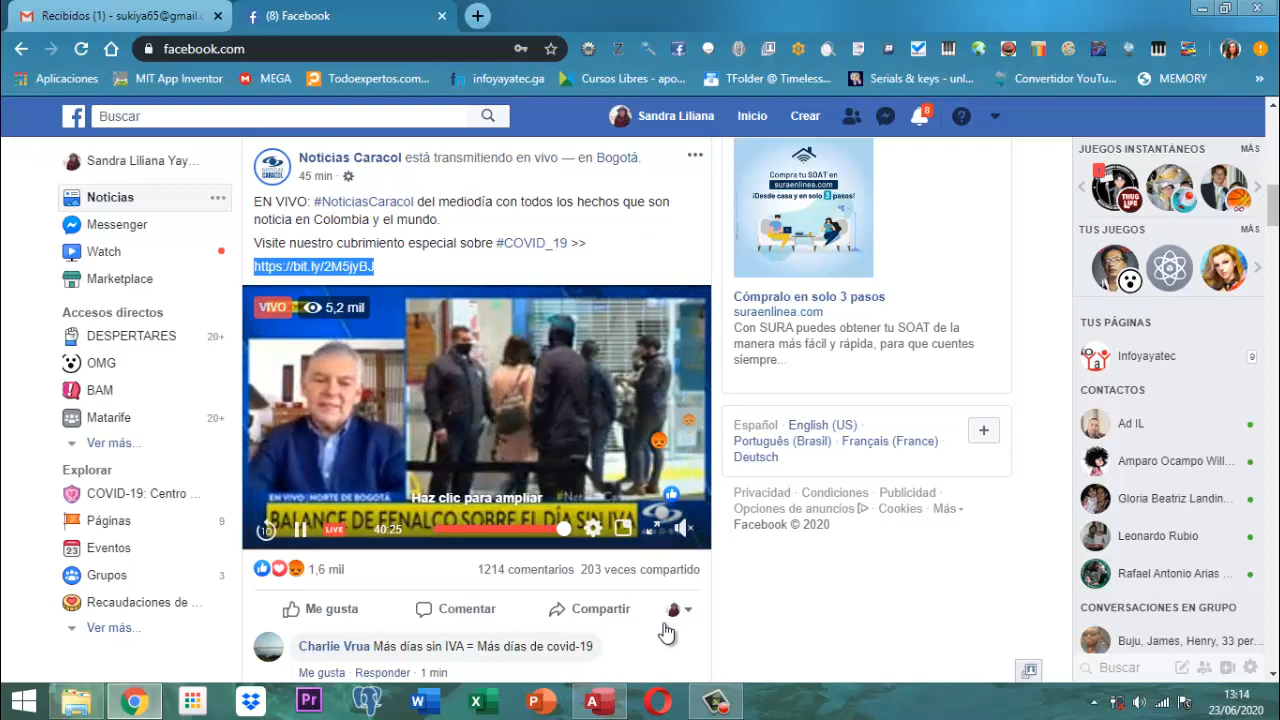 Recibidos (1) - sukiya65@gmail.c
(8) Facebook
facebook.com
Aplicaciones
MIT App Inventor
MEGA
Todoexpertos.com...
infoyayatec.ga
Cursos Libres - apo...
TFolder @ Timeless...
Serials & keys - unl...
Convertidor YouTu...
MEMORY
»
Buscar
Sandra Liliana
Inicio
Crear
8
Sandra Liliana Yay...
Noticias
Messenger
Watch
Marketplace
Accesos directos
DESPERTARES 20+
OMG
BAM
Matarife 20+
Ver más...
Explorar
COVID-19: Centro ...
Páginas 9
Eventos
Grupos 3
Recaudaciones de ...
Ver más...
NOTICIAS CARACOL
Noticias Caracol está transmitiendo en vivo — en Bogotá.
45 min ·
EN VIVO: #NoticiasCaracol del mediodía con todos los hechos que son
noticia en Colombia y el mundo.
Visite nuestro cubrimiento especial sobre #COVID_19 >>
https://bit.ly/2M5jyBJ
VIVO 5,2 mil
Haz clic para ampliar
EN VIVO: NORTE DE BOGOTÁ
BALANCE DE FENALCO SOBRE EL DÍA SIN IVA
10 LIVE 40:25
1,6 mil
1214 comentarios 203 veces compartido
Me gusta
Comentar
Compartir
Charlie Vrua Más días sin IVA = Más días de covid-19
Me gusta · Responder · 1 min
Compra tu SOAT en
suraenlinea.com
¡Desde casa y en solo 3 pasos!
Cómpralo en solo 3 pasos
suraenlinea.com
Con SURA puedes obtener tu SOAT de la
manera más fácil y rápida, para que cuentes
siempre...
Español · English (US) ·
Português (Brasil) · Français (France) ·
Deutsch
Privacidad · Condiciones · Publicidad ·
Opciones de anuncios · Cookies · Más
Facebook © 2020
JUEGOS INSTANTÁNEOS MÁS
THUG LIFE
TUS JUEGOS MÁS
TUS PÁGINAS
Infoyayatec 9
CONTACTOS
Ad IL
Amparo Ocampo Will...
Gloria Beatriz Landin...
Leonardo Rubio
Rafael Antonio Arias ...
CONVERSACIONES EN GRUPO
Buju, James, Henry, 33 per...
Buscar
13:14
23/06/2020